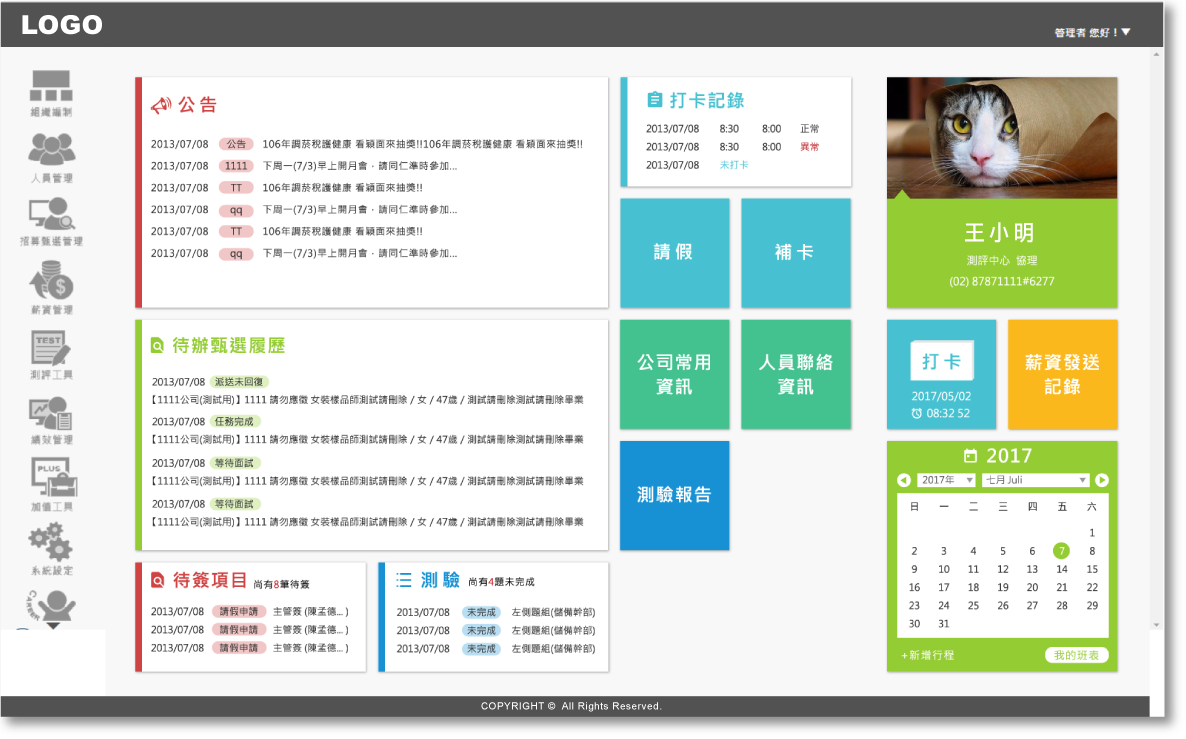 LOGO
管理者 您好！▼
組織編制
人員管理
招募甄選管理
薪資管理
TEST
測評工具
績效管理
PLUS
加值工具
系統設定
CAREER
公告
2013/07/08 公告 106年調菸稅護健康 看穎面來抽獎!!106年調菸稅護健康 看穎面來抽獎!!
2013/07/08 1111 下周一(7/3)早上開月會，請同仁準時參加...
2013/07/08 TT 106年調菸稅護健康 看穎面來抽獎!!
2013/07/08 qq 下周一(7/3)早上開月會，請同仁準時參加...
2013/07/08 TT 106年調菸稅護健康 看穎面來抽獎!!
2013/07/08 qq 下周一(7/3)早上開月會，請同仁準時參加...
待辦甄選履歷
2013/07/08 派送未回復
【1111公司(測試用)】1111 請勿應徵 女裝樣品師測試請刪除 / 女 / 47歲 / 測試請刪除測試請刪除畢業
2013/07/08 任務完成
【1111公司(測試用)】1111 請勿應徵 女裝樣品師測試請刪除 / 女 / 47歲 / 測試請刪除測試請刪除畢業
2013/07/08 等待面試
【1111公司(測試用)】1111 請勿應徵 女裝樣品師測試請刪除 / 女 / 47歲 / 測試請刪除測試請刪除畢業
2013/07/08 等待面試
【1111公司(測試用)】1111 請勿應徵 女裝樣品師測試請刪除 / 女 / 47歲 / 測試請刪除測試請刪除畢業
待簽項目 尚有8筆待簽
2013/07/08 請假申請 主管簽 (陳孟德... )
2013/07/08 請假申請 主管簽 (陳孟德... )
2013/07/08 請假申請 主管簽 (陳孟德... )
測驗 尚有4題未完成
2013/07/08 未完成 左側題組(儲備幹部)
2013/07/08 未完成 左側題組(儲備幹部)
2013/07/08 未完成 左側題組(儲備幹部)
打卡記錄
2013/07/08 8:30 8:00 正常
2013/07/08 8:30 8:00 異常
2013/07/08 未打卡
請假
補卡
公司常用
資訊
人員聯絡
資訊
測驗報告
王小明
測評中心 協理
(02) 87871111#6277
打卡
2017/05/02
08:32 52
薪資發送
記錄
2017
2017年 ▼ 七月 Juli ▼
日 一 二 三 四 五 六
1
2 3 4 5 6 7 8
9 10 11 12 13 14 15
16 17 18 19 20 21 22
23 24 25 26 27 28 29
30 31
+新增行程
我的班表
COPYRIGHT © All Rights Reserved.